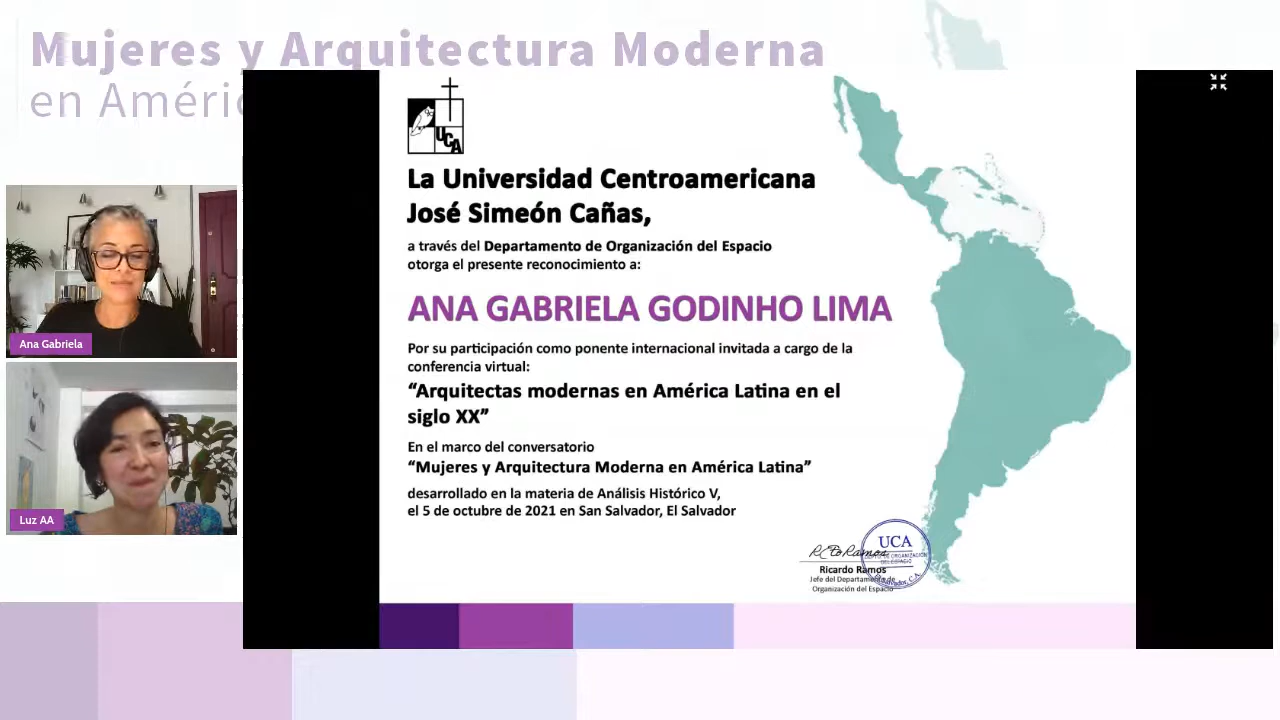 Mujeres y Arquitectura Moderna
en Améric
UCA
La Universidad Centroamericana
José Simeón Cañas,
a través del Departamento de Organización del Espacio
otorga el presente reconocimiento a:
ANA GABRIELA GODINHO LIMA
Por su participación como ponente internacional invitada a cargo de la
conferencia virtual:
“Arquitectas modernas en América Latina en el
siglo XX”
En el marco del conversatorio
“Mujeres y Arquitectura Moderna en América Latina”
desarrollado en la materia de Análisis Histórico V,
el 5 de octubre de 2021 en San Salvador, El Salvador
UCA
Ricardo Ramos
Jefe del Departamento de
Organización del Espacio
Ana Gabriela
Luz AA